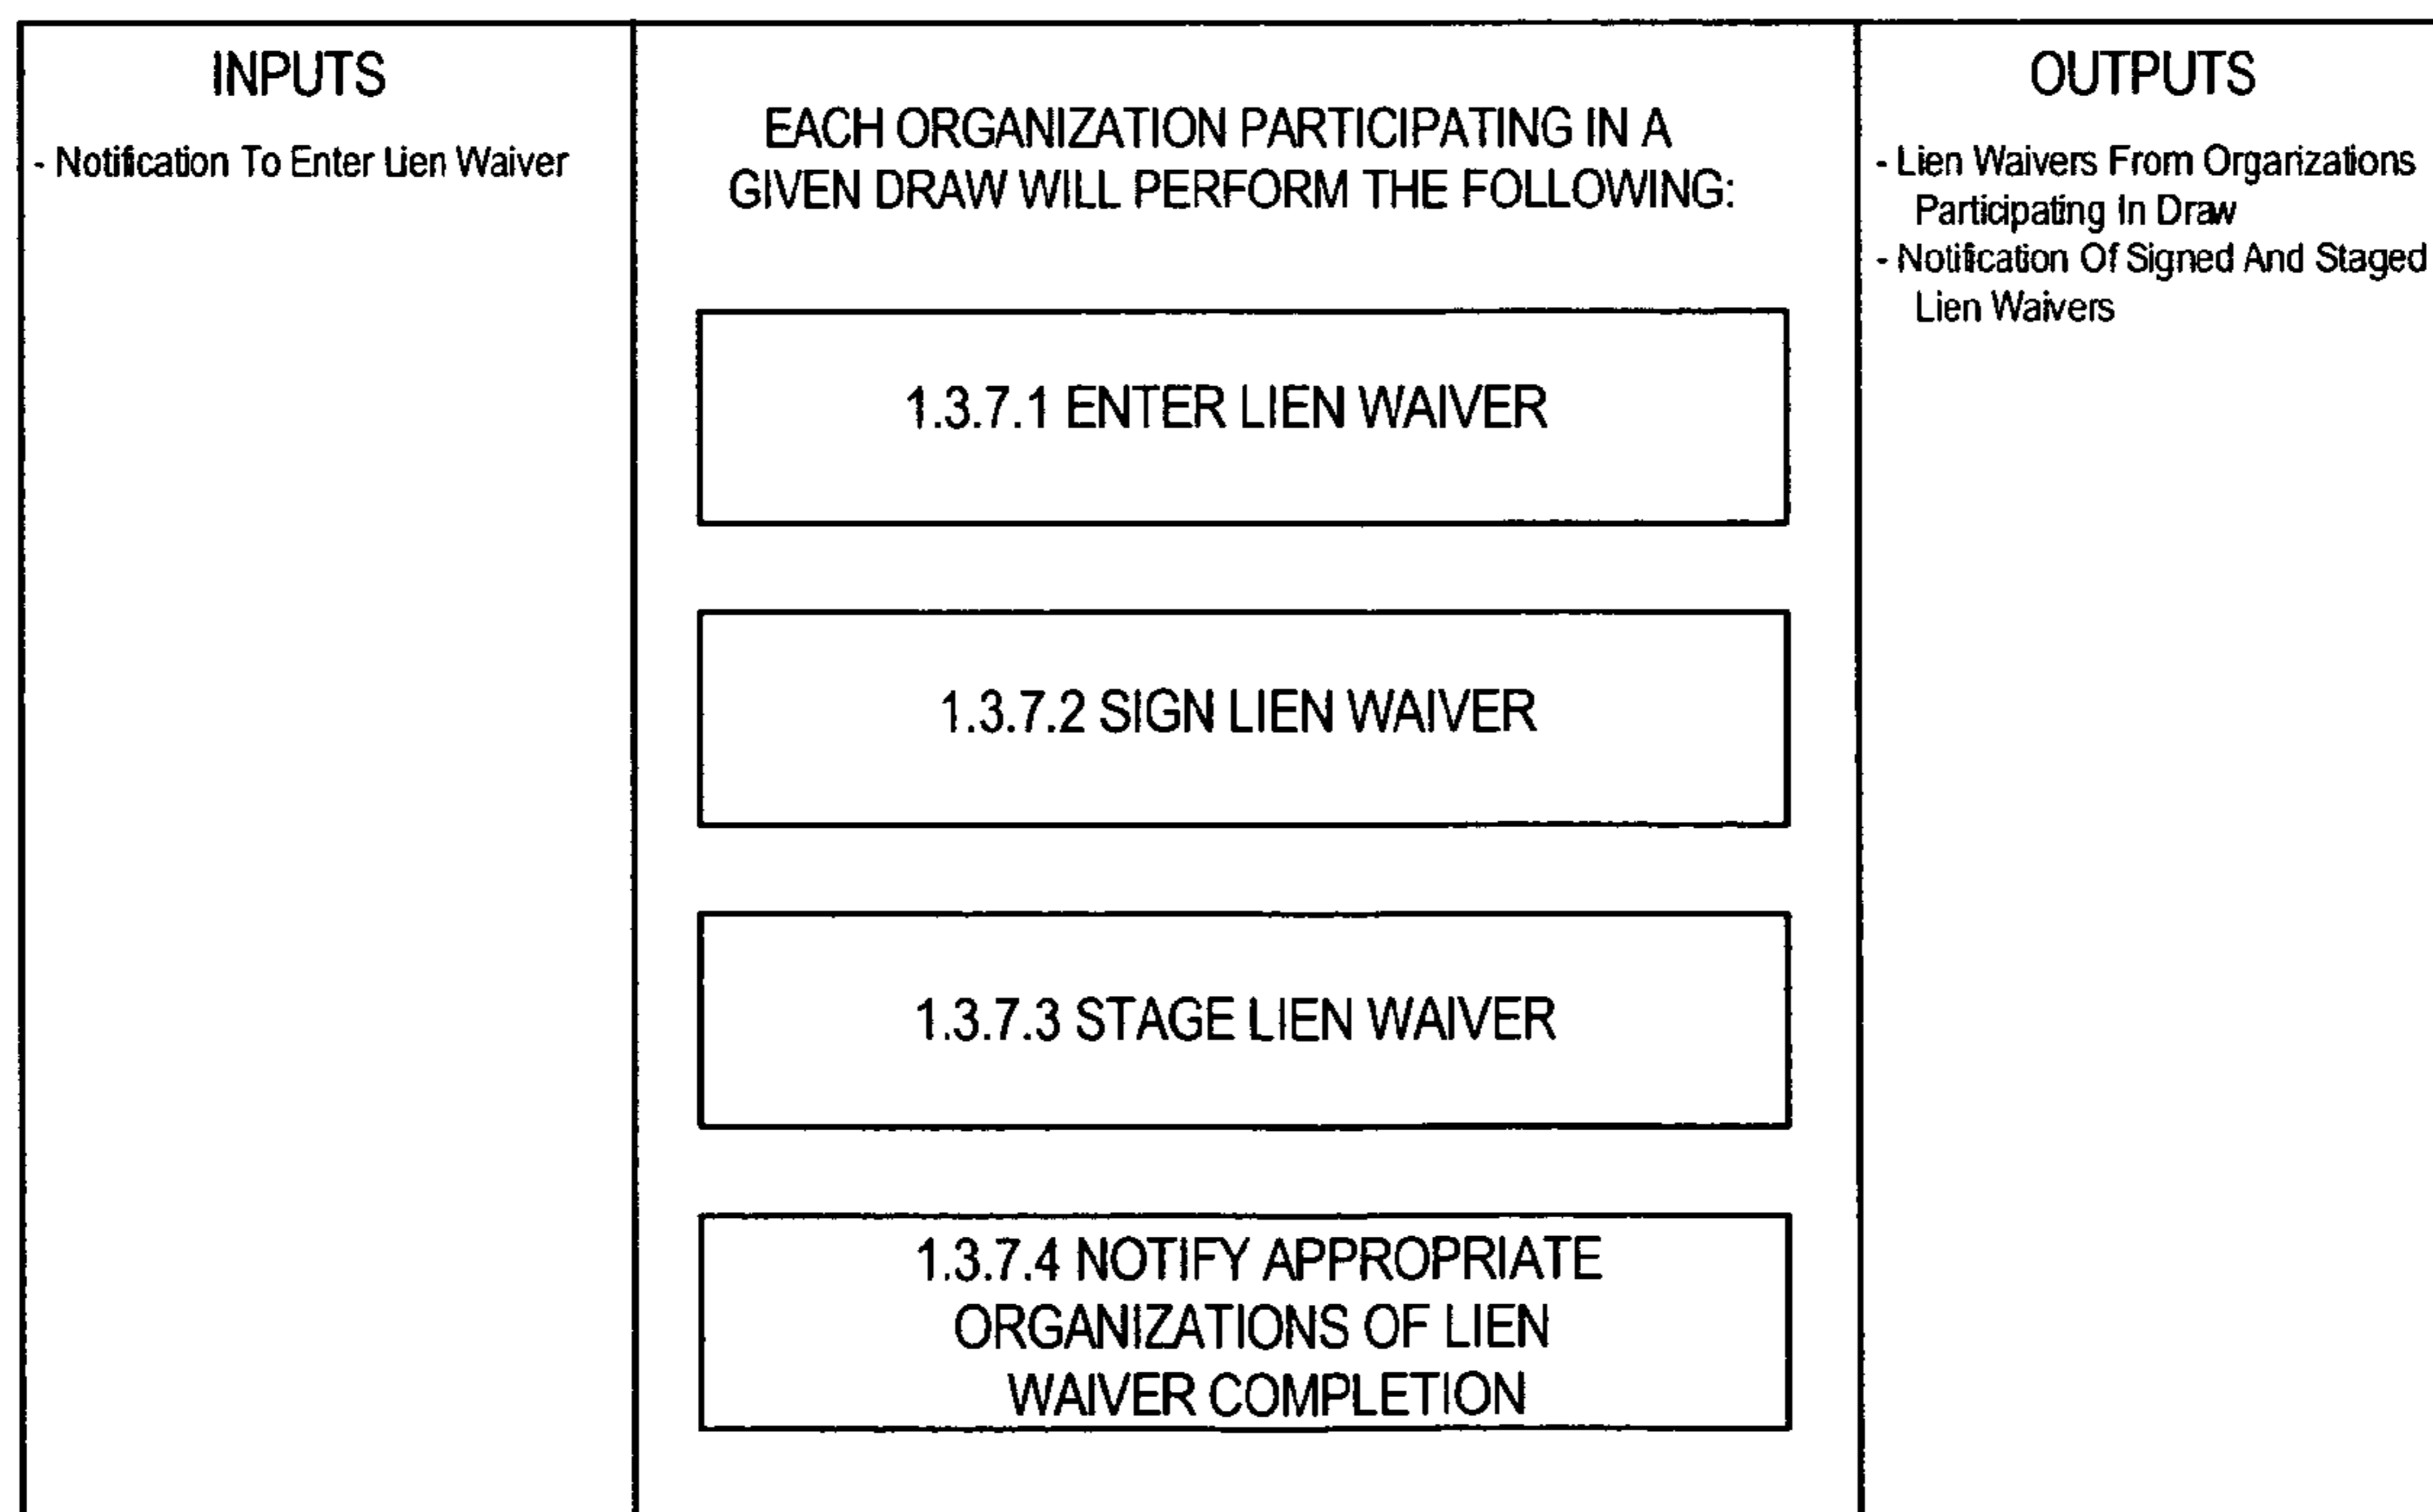 INPUTS
- Notification To Enter Lien Waiver
EACH ORGANIZATION PARTICIPATING IN A
GIVEN DRAW WILL PERFORM THE FOLLOWING:
1.3.7.1 ENTER LIEN WAIVER
1.3.7.2 SIGN LIEN WAIVER
1.3.7.3 STAGE LIEN WAIVER
1.3.7.4 NOTIFY APPROPRIATE
ORGANIZATIONS OF LIEN
WAIVER COMPLETION
OUTPUTS
- Lien Waivers From Organizations
Participating In Draw
- Notification Of Signed And Staged
Lien Waivers